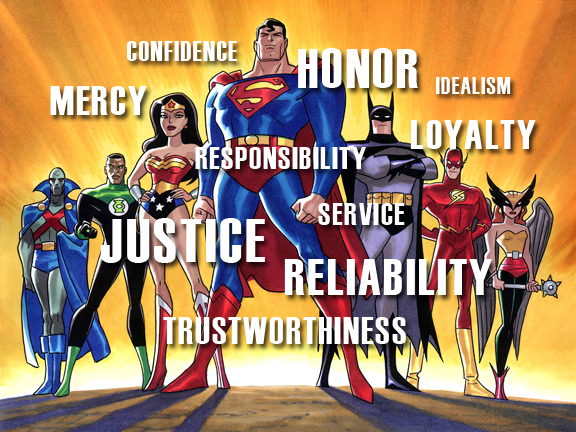 CONFIDENCE
HONOR
IDEALISM
MERCY
LOYALTY
RESPONSIBILITY
SERVICE
JUSTICE
RELIABILITY
TRUSTWORTHINESS